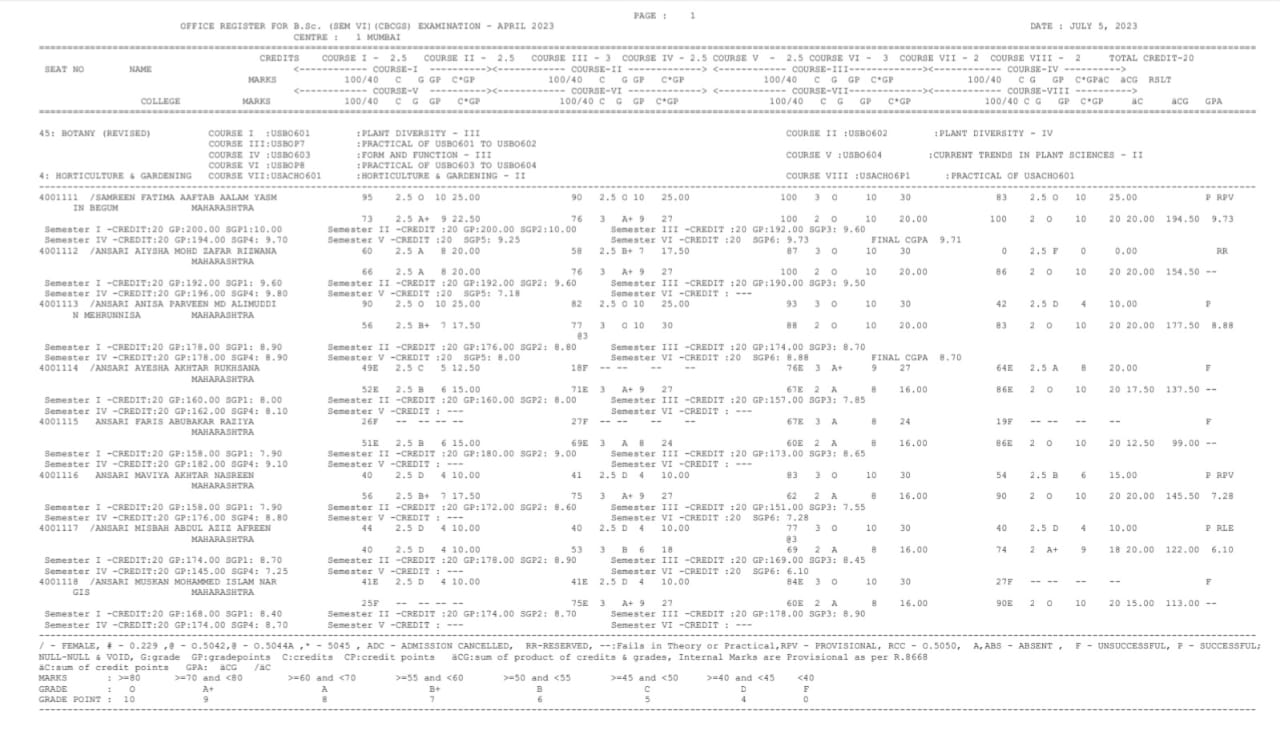 PAGE : 1
OFFICE REGISTER FOR B.Sc. (SEM VI)(CBCGS) EXAMINATION - APRIL 2023 DATE : JULY 5, 2023
CENTRE : 1 MUMBAI
CREDITS COURSE I - 2.5 COURSE II - 2.5 COURSE III - 3 COURSE IV - 2.5 COURSE V - 2.5 COURSE VI - 3 COURSE VII - 2 COURSE VIII - 2 TOTAL CREDIT-20
SEAT NO NAME <----------- COURSE-I -----------><----------- COURSE-II -----------> <----------- COURSE-III-----------><----------- COURSE-IV ----------->
MARKS 100/40 C G GP C*GP 100/40 C G GP C*GP 100/40 C G GP C*GP 100/40 C G GP C*GPäC äCG RSLT
<----------- COURSE-V -----------><----------- COURSE-VI -----------> <----------- COURSE-VII-----------><----------- COURSE-VIII----------->
COLLEGE MARKS 100/40 C G GP C*GP 100/40 C G GP C*GP 100/40 C G GP C*GP 100/40 C G GP C*GP äC äCG GPA
45: BOTANY (REVISED) COURSE I :USBO601 :PLANT DIVERSITY - III COURSE II :USBO602 :PLANT DIVERSITY - IV
COURSE III:USBOP7 :PRACTICAL OF USBO601 TO USBO602
COURSE IV :USBO603 :FORM AND FUNCTION - III COURSE V :USBO604 :CURRENT TRENDS IN PLANT SCIENCES - II
COURSE VI :USBOP8 :PRACTICAL OF USBO603 TO USBO604
4: HORTICULTURE & GARDENING COURSE VII:USACHO601 :HORTICULTURE & GARDENING - II COURSE VIII :USACHO6P1 :PRACTICAL OF USACHO601
4001111 /SAMREEN FATIMA AAFTAB AALAM YASM 95 2.5 O 10 25.00 90 2.5 O 10 25.00 100 3 O 10 30 83 2.5 O 10 25.00 P RPV
IN BEGUM MAHARASHTRA
73 2.5 A+ 9 22.50 76 3 A+ 9 27 100 2 O 10 20.00 100 2 O 10 20 20.00 194.50 9.73
Semester I -CREDIT:20 GP:200.00 SGP1:10.00 Semester II -CREDIT :20 GP:200.00 SGP2:10.00 Semester III -CREDIT :20 GP:192.00 SGP3: 9.60
Semester IV -CREDIT:20 GP:194.00 SGP4: 9.70 Semester V -CREDIT :20 SGP5: 9.25 Semester VI -CREDIT :20 SGP6: 9.73 FINAL CGPA 9.71
4001112 /ANSARI AIYSHA MOHD ZAFAR RIZWANA 60 2.5 A 8 20.00 58 2.5 B+ 7 17.50 87 3 O 10 30 0 2.5 F 0 0.00 RR
MAHARASHTRA
66 2.5 A 8 20.00 76 3 A+ 9 27 100 2 O 10 20.00 86 2 O 10 20 20.00 154.50 --
Semester I -CREDIT:20 GP:192.00 SGP1: 9.60 Semester II -CREDIT :20 GP:192.00 SGP2: 9.60 Semester III -CREDIT :20 GP:190.00 SGP3: 9.50
Semester IV -CREDIT:20 GP:196.00 SGP4: 9.80 Semester V -CREDIT :20 SGP5: 7.18 Semester VI -CREDIT : ---
4001113 /ANSARI ANISA PARVEEN MD ALIMUDDI 90 2.5 O 10 25.00 82 2.5 O 10 25.00 93 3 O 10 30 42 2.5 D 4 10.00 P
N MEHRUNNISA MAHARASHTRA
56 2.5 B+ 7 17.50 77 3 O 10 30 88 2 O 10 20.00 83 2 O 10 20 20.00 177.50 8.88
@3
Semester I -CREDIT:20 GP:178.00 SGP1: 8.90 Semester II -CREDIT :20 GP:176.00 SGP2: 8.80 Semester III -CREDIT :20 GP:174.00 SGP3: 8.70
Semester IV -CREDIT:20 GP:178.00 SGP4: 8.90 Semester V -CREDIT :20 SGP5: 8.00 Semester VI -CREDIT :20 SGP6: 8.88 FINAL CGPA 8.70
4001114 /ANSARI AYESHA AKHTAR RUKHSANA 49E 2.5 C 5 12.50 18F -- -- -- -- 76E 3 A+ 9 27 64E 2.5 A 8 20.00 F
MAHARASHTRA
52E 2.5 B 6 15.00 71E 3 A+ 9 27 67E 2 A 8 16.00 86E 2 O 10 20 17.50 137.50 --
Semester I -CREDIT:20 GP:160.00 SGP1: 8.00 Semester II -CREDIT :20 GP:160.00 SGP2: 8.00 Semester III -CREDIT :20 GP:157.00 SGP3: 7.85
Semester IV -CREDIT:20 GP:162.00 SGP4: 8.10 Semester V -CREDIT : --- Semester VI -CREDIT : ---
4001115 ANSARI FARIS ABUBAKAR RAZIYA 26F -- -- -- -- 27F -- -- -- -- 67E 3 A 8 24 19F -- -- -- -- F
MAHARASHTRA
51E 2.5 B 6 15.00 69E 3 A 8 24 60E 2 A 8 16.00 86E 2 O 10 20 12.50 99.00 --
Semester I -CREDIT:20 GP:158.00 SGP1: 7.90 Semester II -CREDIT :20 GP:180.00 SGP2: 9.00 Semester III -CREDIT :20 GP:173.00 SGP3: 8.65
Semester IV -CREDIT:20 GP:182.00 SGP4: 9.10 Semester V -CREDIT : --- Semester VI -CREDIT : ---
4001116 ANSARI MAVIYA AKHTAR NASREEN 40 2.5 D 4 10.00 41 2.5 D 4 10.00 83 3 O 10 30 54 2.5 B 6 15.00 P RPV
MAHARASHTRA
56 2.5 B+ 7 17.50 75 3 A+ 9 27 62 2 A 8 16.00 90 2 O 10 20 20.00 145.50 7.28
Semester I -CREDIT:20 GP:158.00 SGP1: 7.90 Semester II -CREDIT :20 GP:172.00 SGP2: 8.60 Semester III -CREDIT :20 GP:151.00 SGP3: 7.55
Semester IV -CREDIT:20 GP:176.00 SGP4: 8.80 Semester V -CREDIT : --- Semester VI -CREDIT :20 SGP6: 7.28
4001117 /ANSARI MISBAH ABDUL AZIZ AFREEN 44 2.5 D 4 10.00 40 2.5 D 4 10.00 77 3 O 10 30 40 2.5 D 4 10.00 P RLE
MAHARASHTRA @3
40 2.5 D 4 10.00 53 3 B 6 18 69 2 A 8 16.00 74 2 A+ 9 18 20.00 122.00 6.10
Semester I -CREDIT:20 GP:174.00 SGP1: 8.70 Semester II -CREDIT :20 GP:178.00 SGP2: 8.90 Semester III -CREDIT :20 GP:169.00 SGP3: 8.45
Semester IV -CREDIT:20 GP:145.00 SGP4: 7.25 Semester V -CREDIT : --- Semester VI -CREDIT :20 SGP6: 6.10
4001118 /ANSARI MUSKAN MOHAMMED ISLAM NAR 41E 2.5 D 4 10.00 41E 2.5 D 4 10.00 84E 3 O 10 30 27F -- -- -- -- F
GIS MAHARASHTRA
25F -- -- -- -- 75E 3 A+ 9 27 60E 2 A 8 16.00 90E 2 O 10 20 15.00 113.00 --
Semester I -CREDIT:20 GP:168.00 SGP1: 8.40 Semester II -CREDIT :20 GP:174.00 SGP2: 8.70 Semester III -CREDIT :20 GP:178.00 SGP3: 8.90
Semester IV -CREDIT:20 GP:174.00 SGP4: 8.70 Semester V -CREDIT : --- Semester VI -CREDIT : ---
/ - FEMALE, # - 0.229 ,@ - O.5042,@ - O.5044A ,* - 5045 , ADC - ADMISSION CANCELLED, RR-RESERVED, --:Fails in Theory or Practical,RPV - PROVISIONAL, RCC - O.5050, A,ABS - ABSENT , F - UNSUCCESSFUL, P - SUCCESSFUL;
NULL-NULL & VOID, G:grade GP:gradepoints C:credits CP:credit points äCG:sum of product of credits & grades, Internal Marks are Provisional as per R.8668
äC:sum of credit points GPA: äCG /äC
MARKS : >=80 >=70 and <80 >=60 and <70 >=55 and <60 >=50 and <55 >=45 and <50 >=40 and <45 <40
GRADE : O A+ A B+ B C D F
GRADE POINT : 10 9 8 7 6 5 4 0